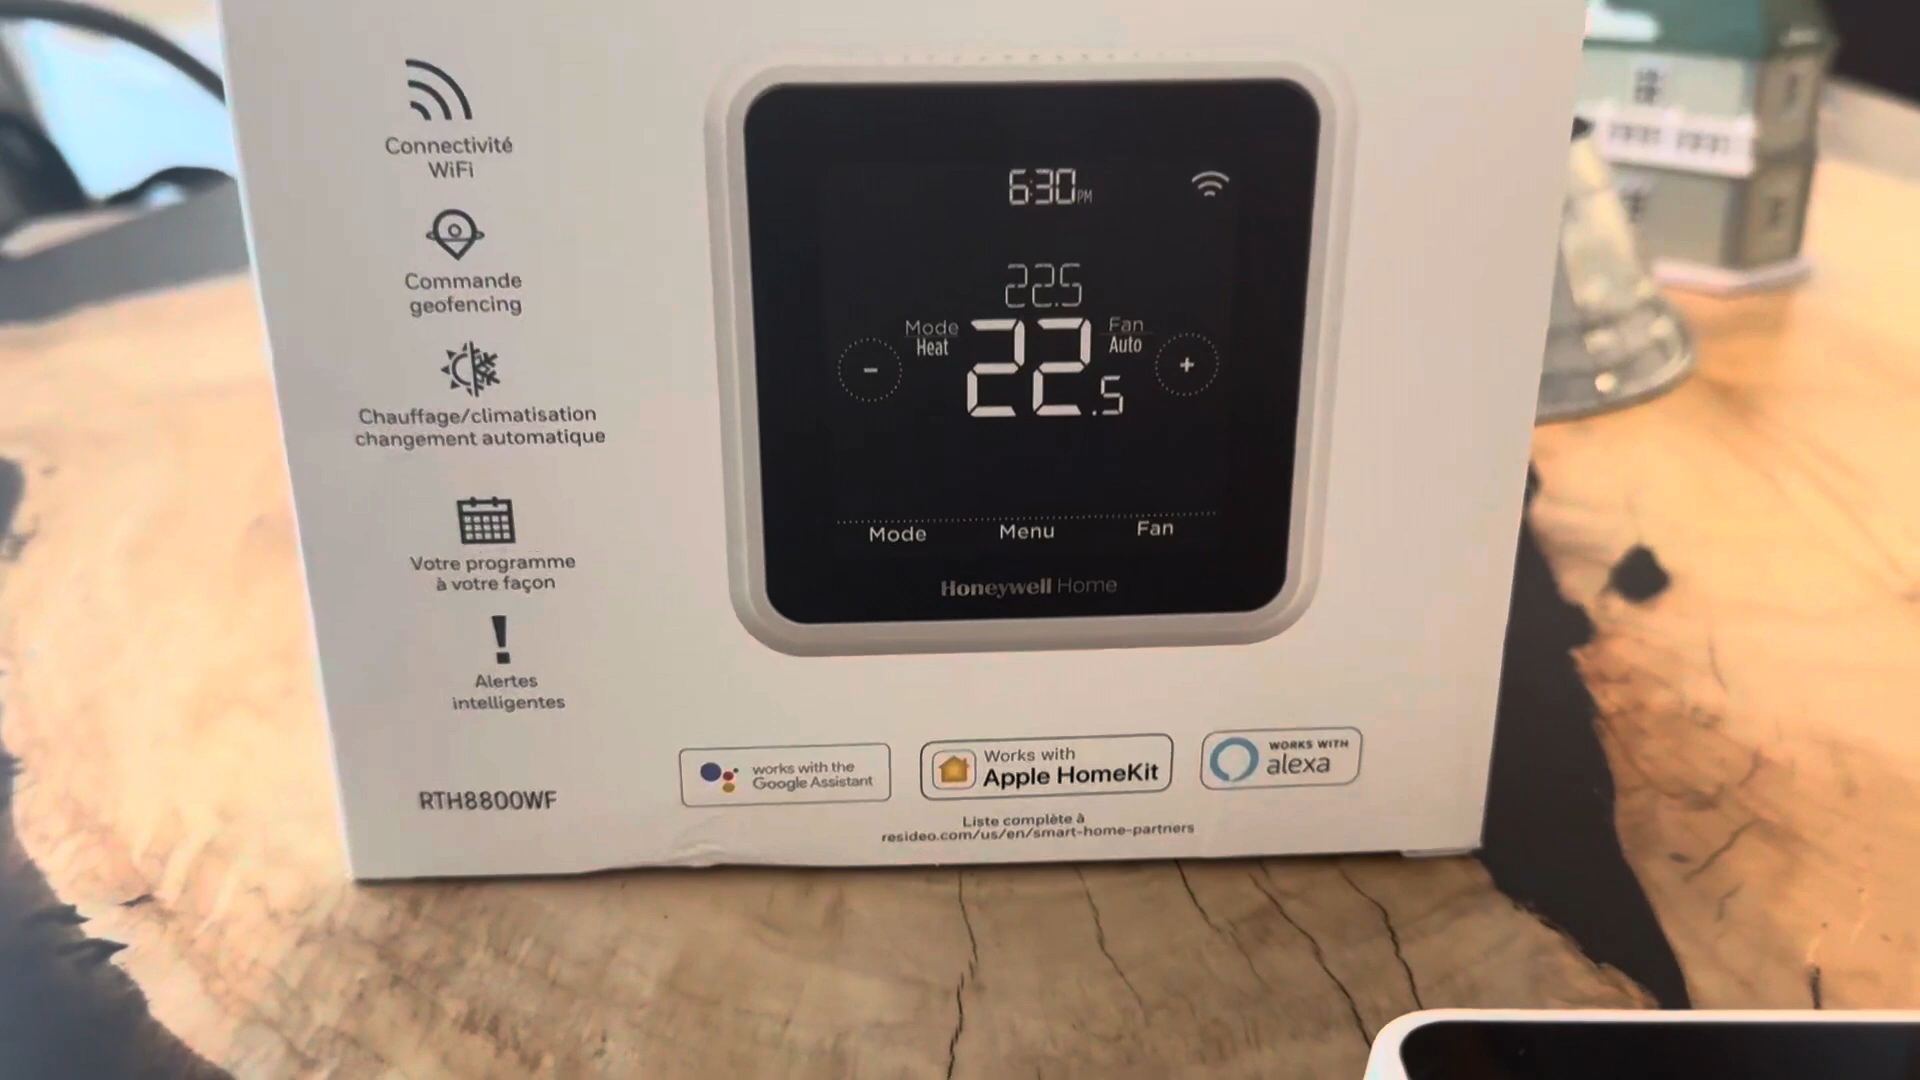 Connectivité
WiFi
Commande
geofencing
Chauffage/climatisation
changement automatique
Votre programme
à votre façon
!
Alertes
intelligentes
RTH8800WF
6:30PM
22.5
Mode
Heat
22.5
Fan
Auto
-
+
Mode Menu Fan
Honeywell Home
works with the
Google Assistant
Works with
Apple HomeKit
WORKS WITH
alexa
Liste complète à
resideo.com/us/en/smart-home-partners